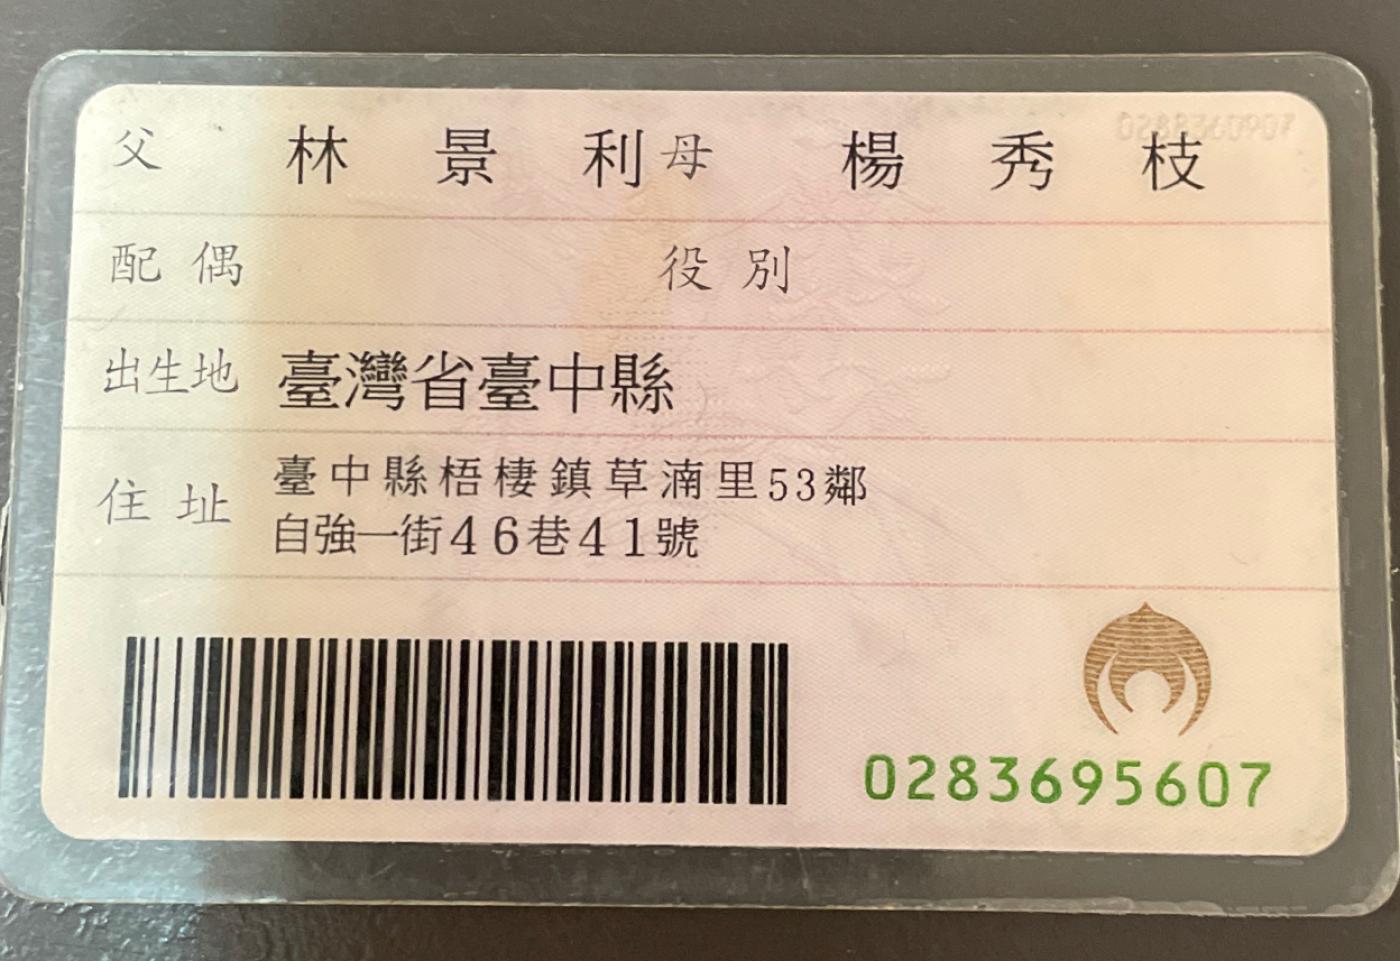 父 林景利 母 楊秀枝
配偶 役別
出生地 臺灣省臺中縣
住址 臺中縣梧棲鎮草湳里53鄰
自強一街46巷41號
0283695607